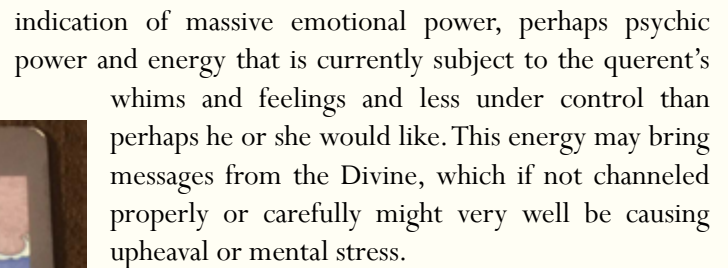 indication of massive emotional power, perhaps psychic
power and energy that is currently subject to the querent’s
whims and feelings and less under control than
perhaps he or she would like. This energy may bring
messages from the Divine, which if not channeled
properly or carefully might very well be causing
upheaval or mental stress.